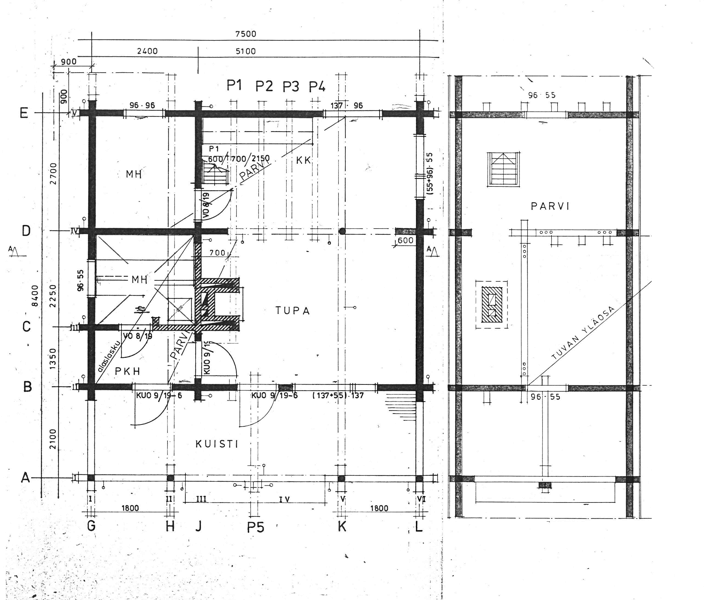 7500
2400 5100
900
900
P1 P2 P3 P4
E
V
96 - 96
137 - 96
96 · 55
2700
MH
P1
600/700/2150
KK
PARVI
VO 8/19
(55+96) 55
PARVI
D
IV
600
A
A
700
96-55
MH
8400
2250
TUPA
TUVAN YLÄOSA
C
VO 8/19
alaslasku
PARVI
KUO 9/19
1350
PKH
B
KUO 9/19-6
KUO 9/19-6
(137+55)·137
96 · 55
2100
KUISTI
A
I
I
II
III
IV
V
VI
1800
1800
G H J P5 K L